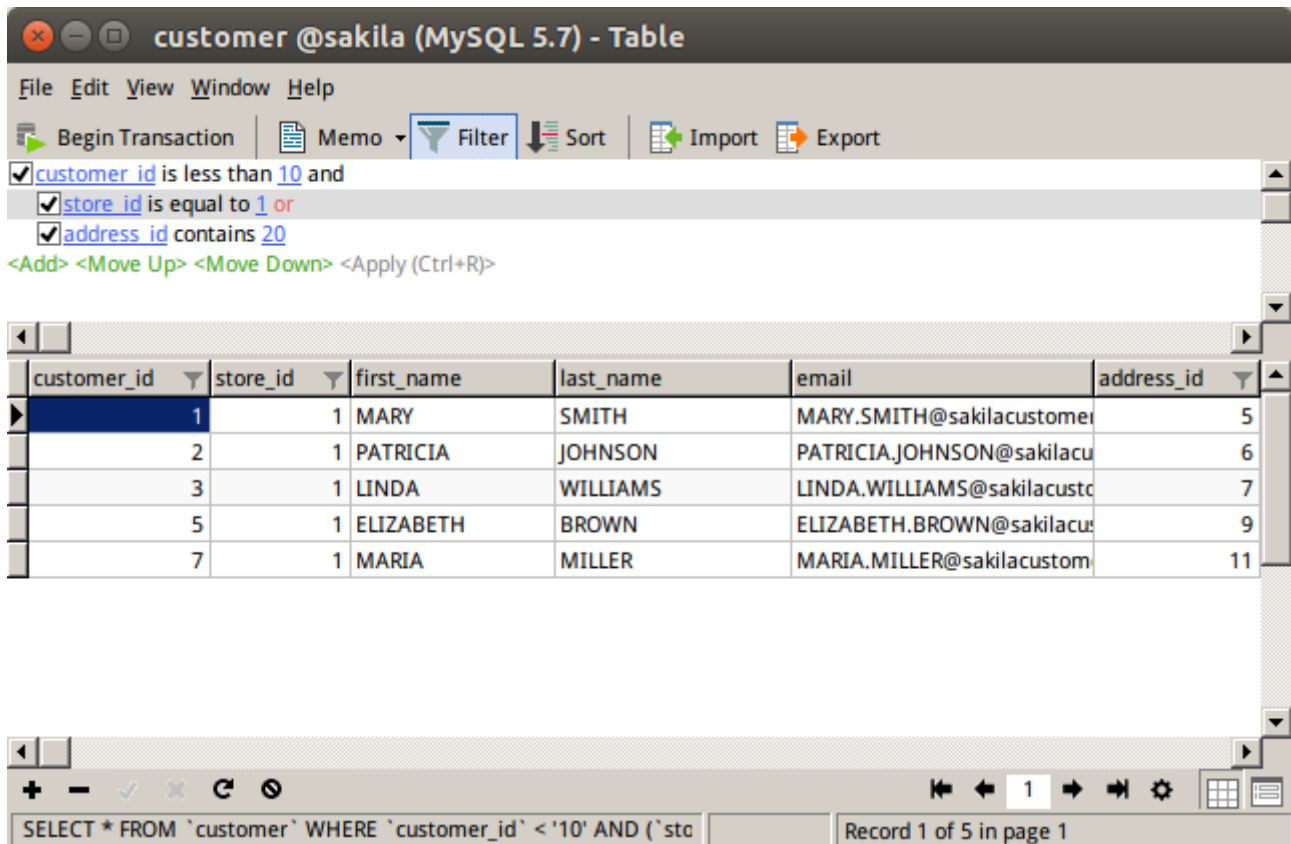 customer @sakila (MySQL 5.7) - Table
File Edit View Window Help
Begin Transaction Memo Filter Sort Import Export
customer_id is less than 10 and
store_id is equal to 1 or
address_id contains 20
<Add> <Move Up> <Move Down> <Apply (Ctrl+R)>
customer_id store_id first_name last_name email address_id
1 1 MARY SMITH MARY.SMITH@sakilacustomer 5
2 1 PATRICIA JOHNSON PATRICIA.JOHNSON@sakilacu 6
3 1 LINDA WILLIAMS LINDA.WILLIAMS@sakilacustc 7
5 1 ELIZABETH BROWN ELIZABETH.BROWN@sakilacus 9
7 1 MARIA MILLER MARIA.MILLER@sakilacustom 11
1
SELECT * FROM `customer` WHERE `customer_id` < '10' AND (`sto Record 1 of 5 in page 1